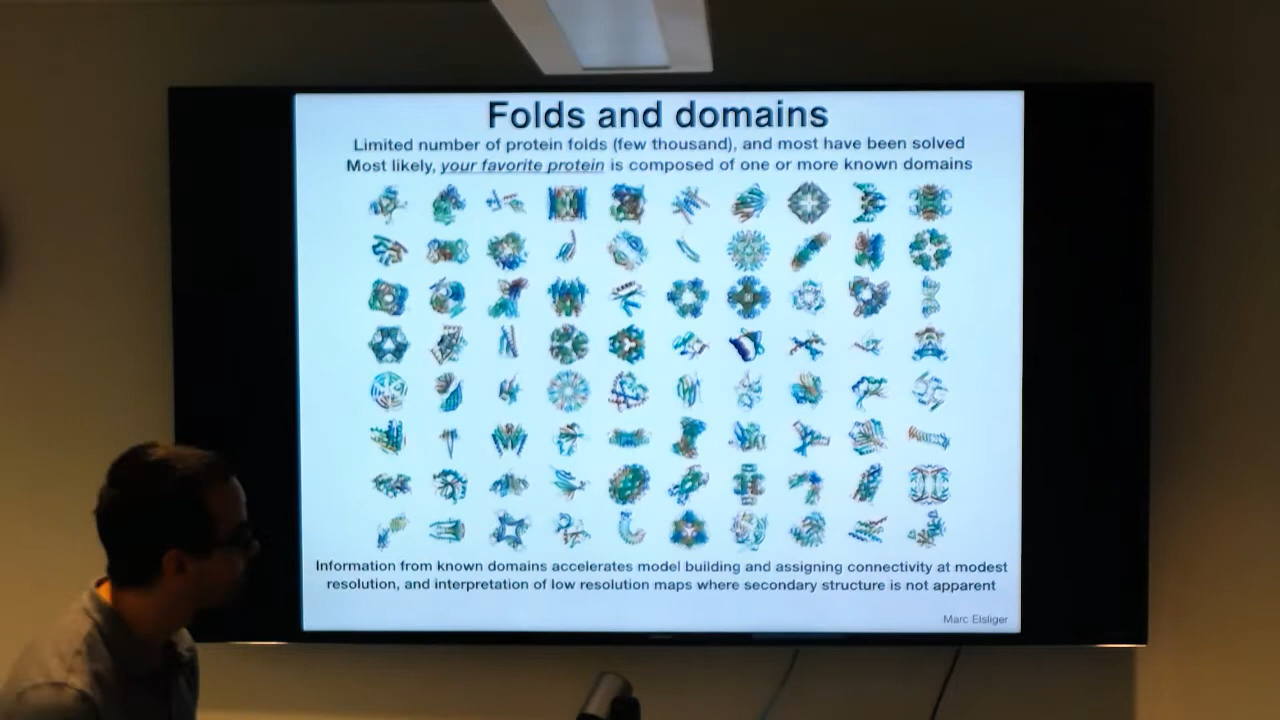 Folds and domains
Limited number of protein folds (few thousand), and most have been solved
Most likely, your favorite protein is composed of one or more known domains
Information from known domains accelerates model building and assigning connectivity at modest
resolution, and interpretation of low resolution maps where secondary structure is not apparent
Marc Elsliger